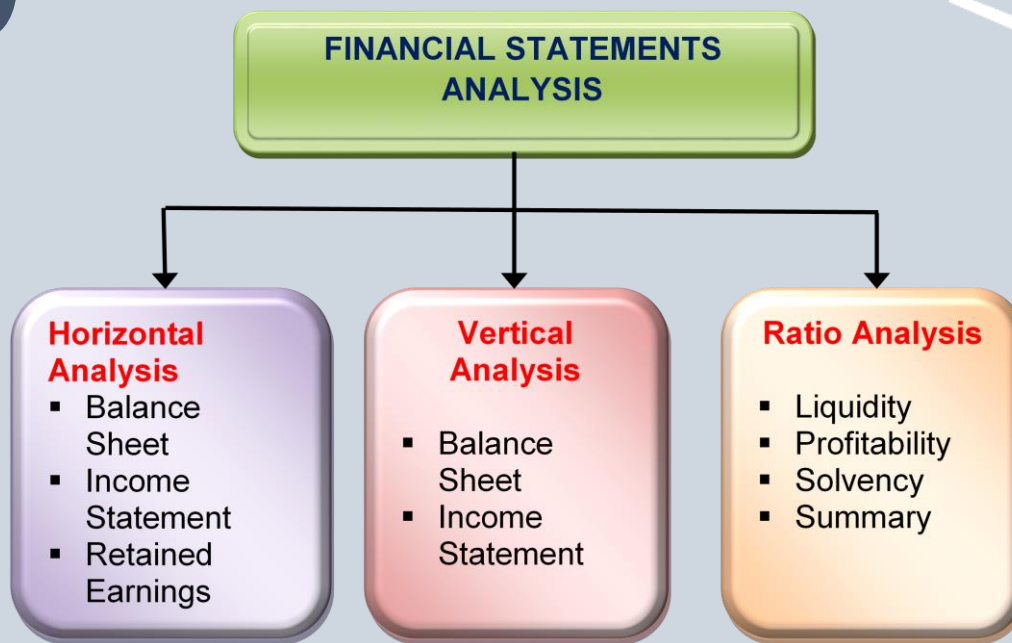 FINANCIAL STATEMENTS
ANALYSIS
Horizontal
Analysis
▪ Balance
Sheet
▪ Income
Statement
▪ Retained
Earnings
Vertical
Analysis
▪ Balance
Sheet
▪ Income
Statement
Ratio Analysis
▪ Liquidity
▪ Profitability
▪ Solvency
▪ Summary